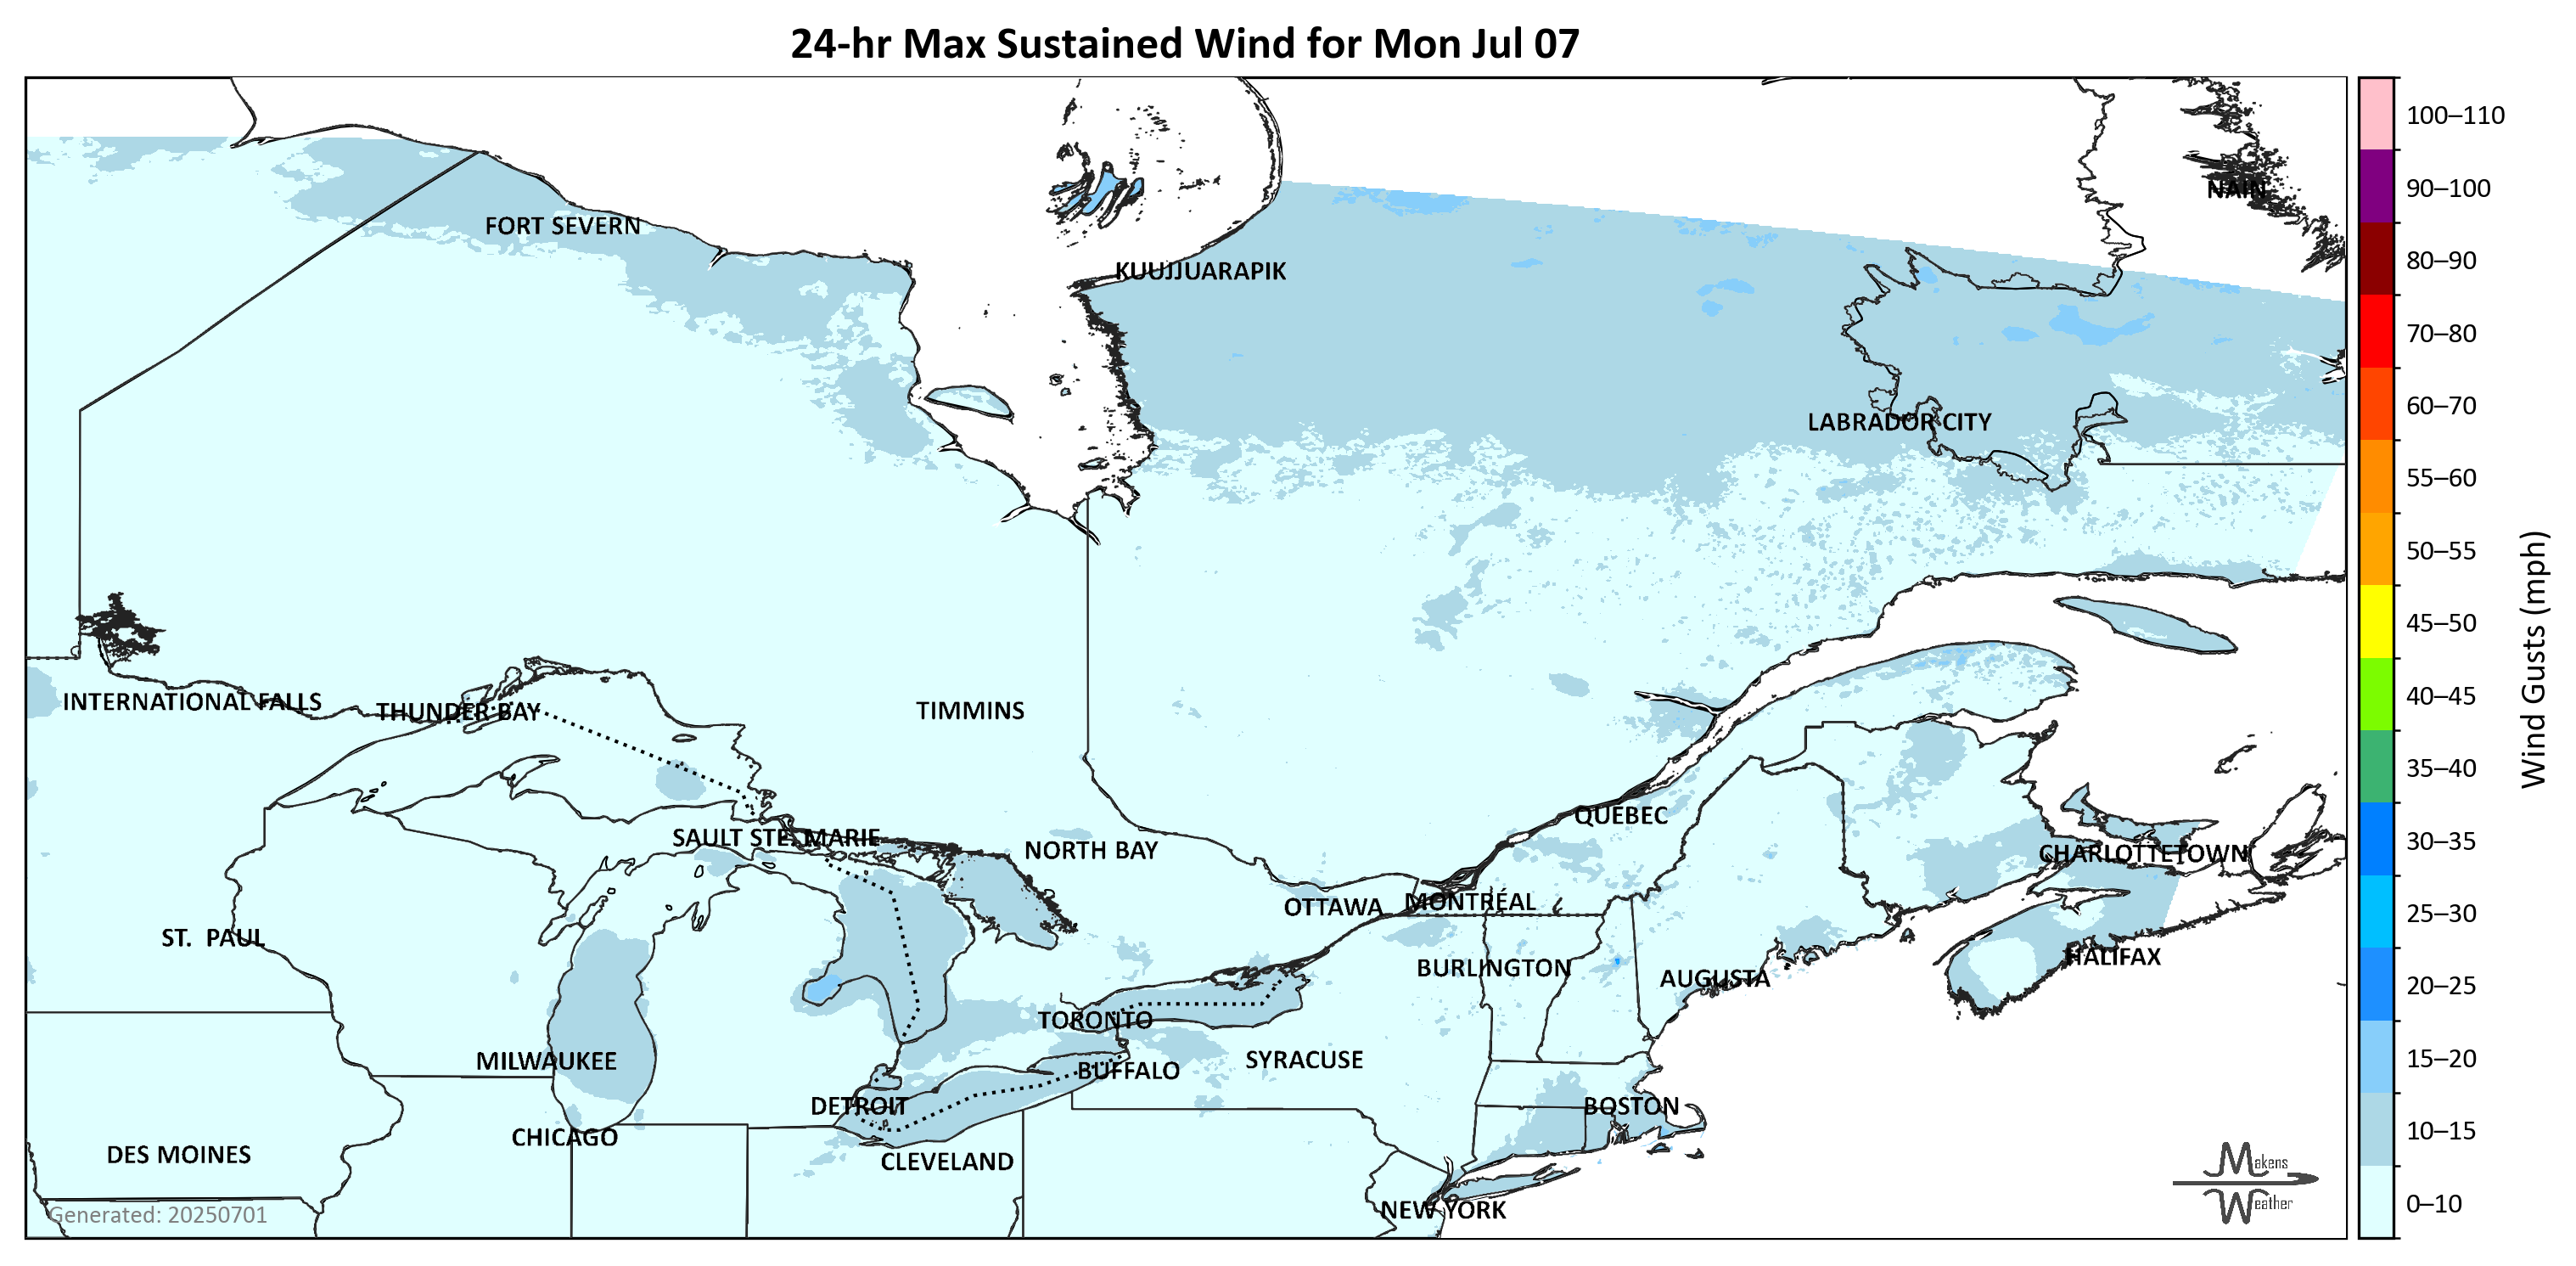 24-hr Max Sustained Wind for Mon Jul 07
100–110
90–100
NAIN
FORT SEVERN
80–90
KUUJJUARAPIK
70–80
60–70
LABRADOR CITY
55–60
50–55
45–50
Wind Gusts (mph)
40–45
INTERNATIONAL FALLS
THUNDER BAY
TIMMINS
35–40
QUÉBEC
30–35
SAULT STE. MARIE
NORTH BAY
CHARLOTTETOWN
MONTRÉAL
OTTAWA
25–30
ST. PAUL
HALIFAX
BURLINGTON
AUGUSTA
20–25
TORONTO
MILWAUKEE
SYRACUSE
15–20
BUFFALO
DETROIT
BOSTON
10–15
CHICAGO
DES MOINES
CLEVELAND
Makens
Weather
0–10
NEW YORK
Generated: 20250701